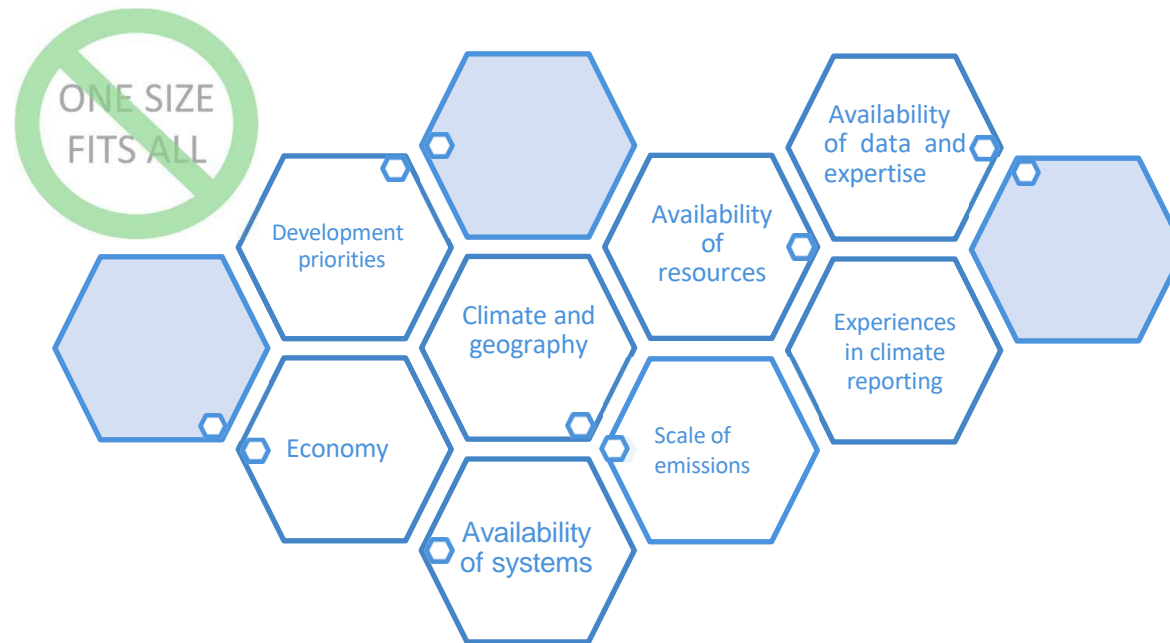 ONE SIZE
FITS ALL
Availability
of data and
expertise
Development
priorities
Availability
of
resources
Climate and
geography
Experiences
in climate
reporting
Economy
Scale of
emissions
Availability
of systems